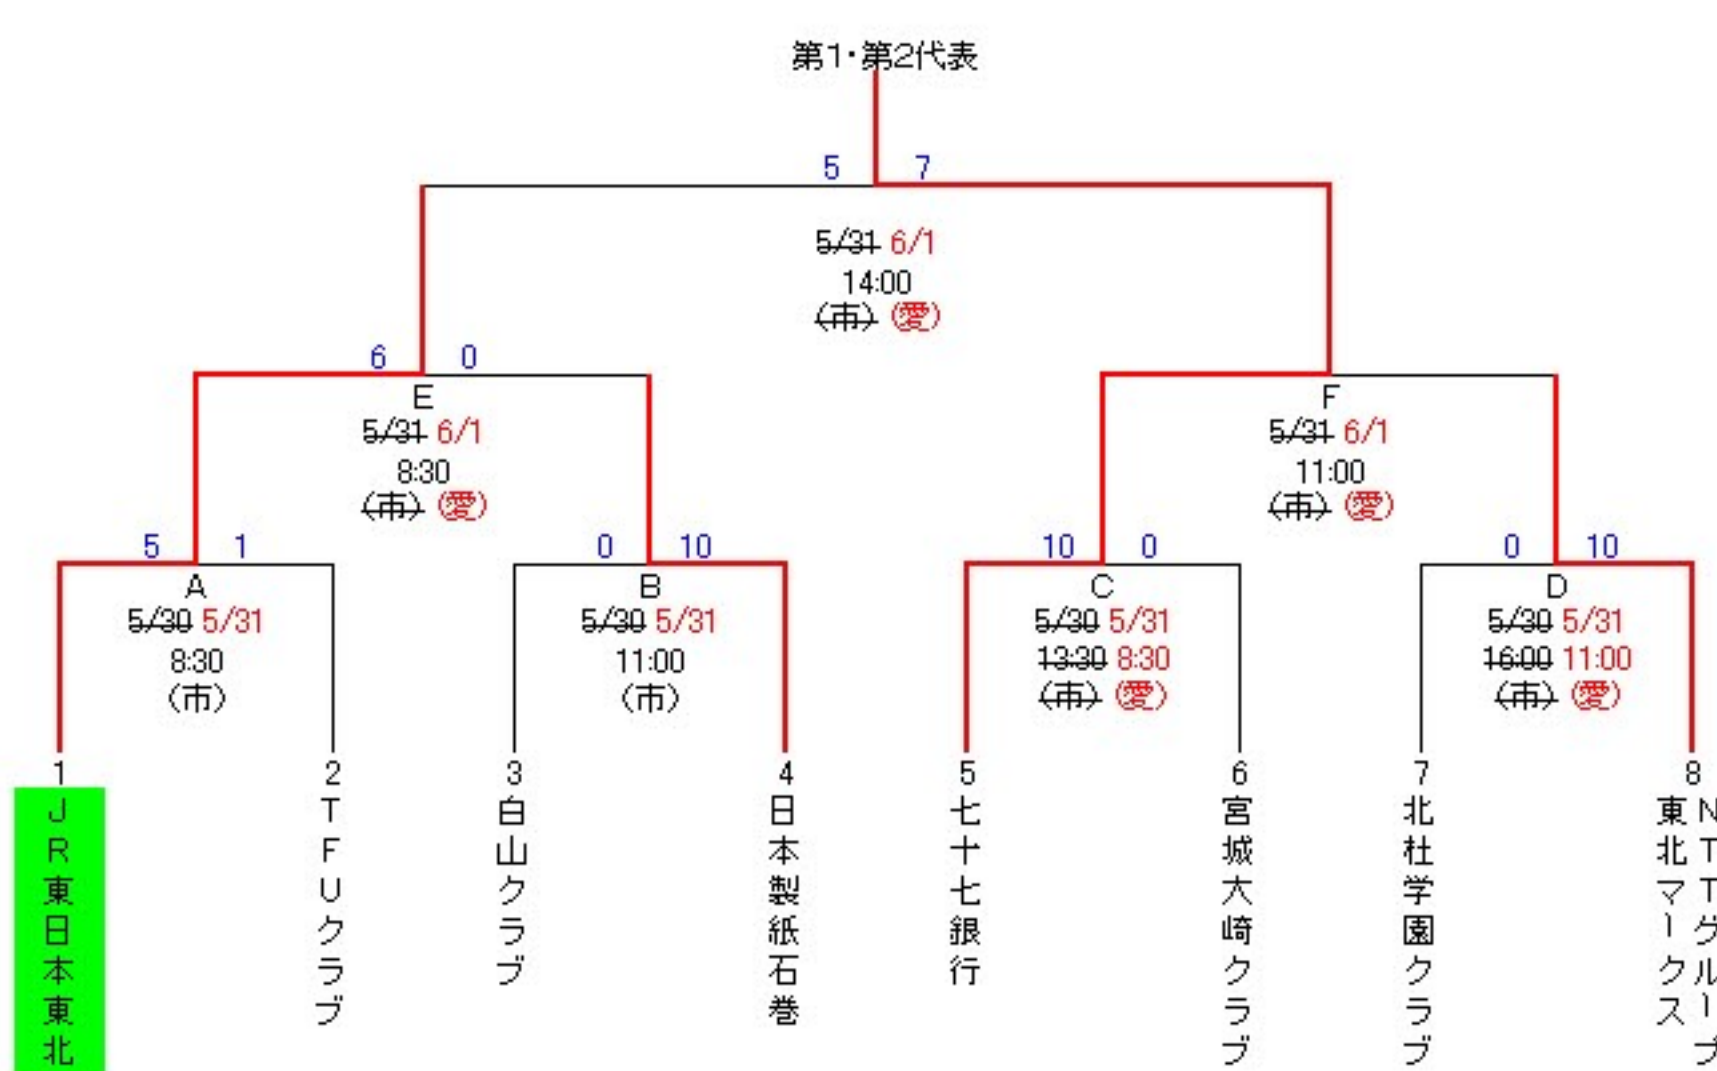 第1・第2代表
5 7
5/31 6/1
14:00
(市) (愛)
6 0
E
5/31 6/1
8:30
(市) (愛)
F
5/31 6/1
11:00
(市) (愛)
5 1
A
5/30 5/31
8:30
(市)
0 10
B
5/30 5/31
11:00
(市)
10 0
C
5/30 5/31
13:30 8:30
(市) (愛)
0 10
D
5/30 5/31
16:00 11:00
(市) (愛)
1
JR東日本東北
2
TFUクラブ
3
白山クラブ
4
日本製紙石巻
5
七十七銀行
6
宮城大崎クラブ
7
北杜学園クラブ
8
NTTグループ
東北マークス